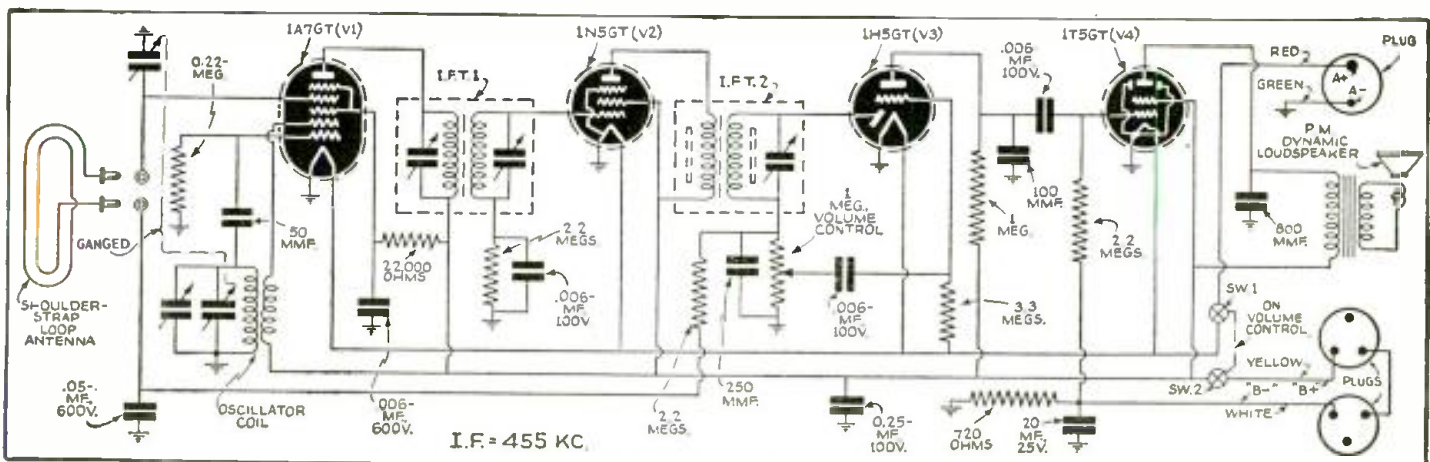 1A7GT(V1)
1N5GT(V2)
1H5GT(V3)
1T5GT(V4)
PLUG
RED
A+
A-
GREEN
0.22-
MEG.
I.F.T. 1
I.F.T. 2
.006-
MF.
100V.
P.M.
DYNAMIC
LOUDSPEAKER
GANGED
50
MMF.
22,000
OHMS
2.2
MEGS.
.006-
MF.
100V.
1
MEG.,
VOLUME
CONTROL
.006-
MF.
100V.
100
MMF.
1
MEG.
2.2
MEGS.
800
MMF.
3.3
MEGS.
SHOULDER-
STRAP
LOOP
ANTENNA
SW.1
ON
VOLUME
CONTROL
YELLOW
SW.2
"B-"
"B+"
PLUGS
WHITE
.05-
MF.,
600V.
OSCILLATOR
COIL
.006-
MF.
600V.
I.F. = 455 KC.
2.2
MEGS.
250
MMF.
0.25-
MF.
100V.
720
OHMS
20
MF.
25V.